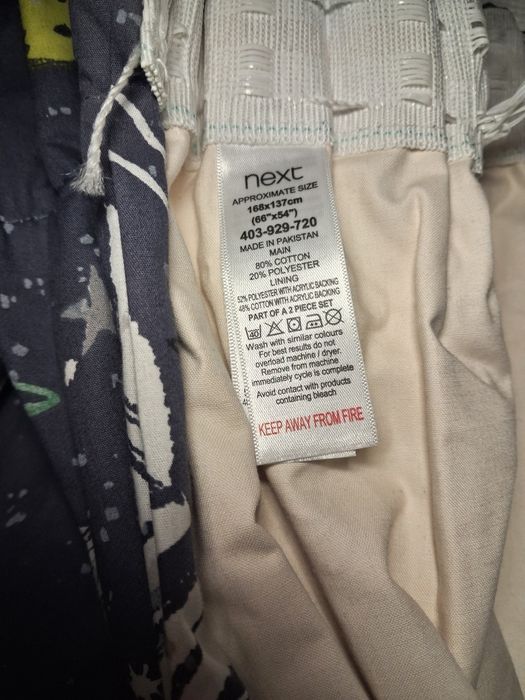 next
APPROXIMATE SIZE
168x137cm
(66"x54")
403-929-720
MADE IN PAKISTAN
MAIN
80% COTTON
20% POLYESTER
LINING
52% POLYESTER WITH ACRYLIC BACKING
48% COTTON WITH ACRYLIC BACKING
PART OF A 2 PIECE SET
40
Wash with similar colours
For best results do not
overload machine / dryer.
Remove from machine
immediately cycle is complete
Avoid contact with products
containing bleach
KEEP AWAY FROM FIRE